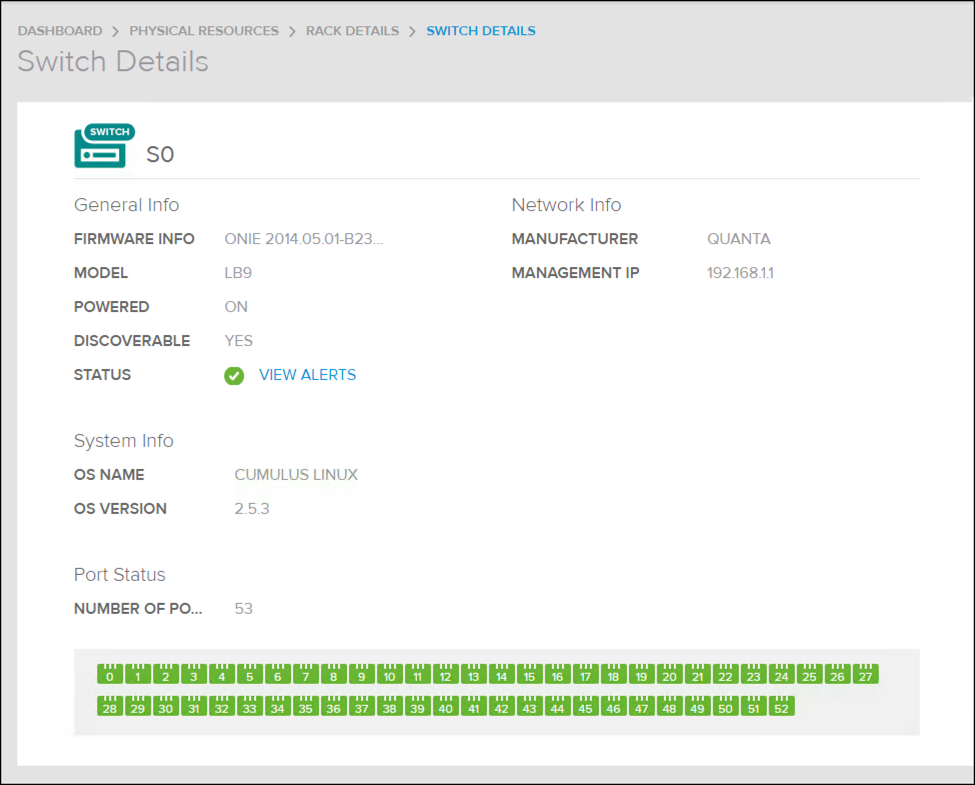 DASHBOARD > PHYSICAL RESOURCES > RACK DETAILS > SWITCH DETAILS
Switch Details
SWITCH
S0
General Info
FIRMWARE INFO ONIE 2014.05.01-B23...
MODEL LB9
POWERED ON
DISCOVERABLE YES
STATUS VIEW ALERTS
Network Info
MANUFACTURER QUANTA
MANAGEMENT IP 192.168.1.1
System Info
OS NAME CUMULUS LINUX
OS VERSION 2.5.3
Port Status
NUMBER OF PO... 53
0 1 2 3 4 5 6 7 8 9 10 11 12 13 14 15 16 17 18 19 20 21 22 23 24 25 26 27
28 29 30 31 32 33 34 35 36 37 38 39 40 41 42 43 44 45 46 47 48 49 50 51 52